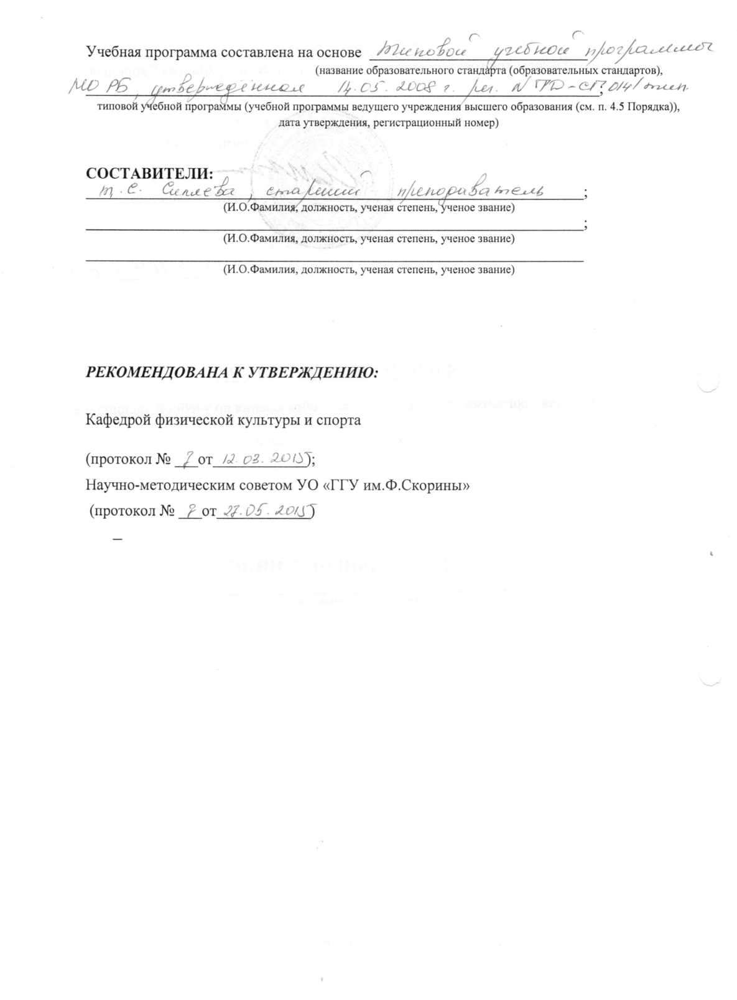 Учебная программа составлена на основе типовой учебной программы
(название образовательного стандарта (образовательных стандартов),
МО РБ, утвержденная 14.05.2008 г. рег. N ТД-СГ. 014/тип.;
типовой учебной программы (учебной программы ведущего учреждения высшего образования (см. п. 4.5 Порядка)),
дата утверждения, регистрационный номер)
СОСТАВИТЕЛИ:
Т.С. Сипляева, старший преподаватель;
(И.О.Фамилия, должность, ученая степень, ученое звание)
;
(И.О.Фамилия, должность, ученая степень, ученое звание)
(И.О.Фамилия, должность, ученая степень, ученое звание)
РЕКОМЕНДОВАНА К УТВЕРЖДЕНИЮ:
Кафедрой физической культуры и спорта
(протокол № 7 от 12.03.2015);
Научно-методическим советом УО «ГГУ им.Ф.Скорины»
(протокол № от 27.05.2015)